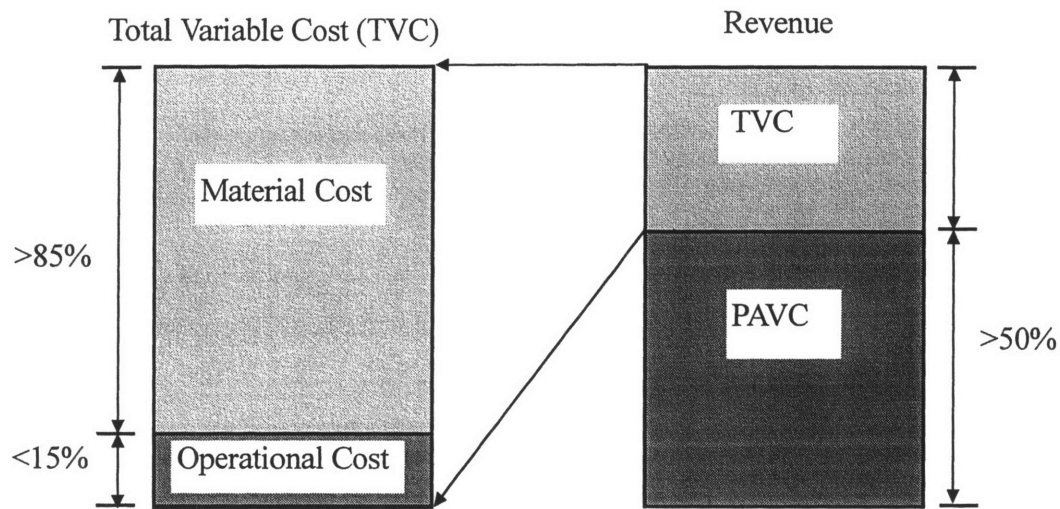 Total Variable Cost (TVC)
Revenue
TVC
Material Cost
>85%
PAVC
>50%
<15%
Operational Cost